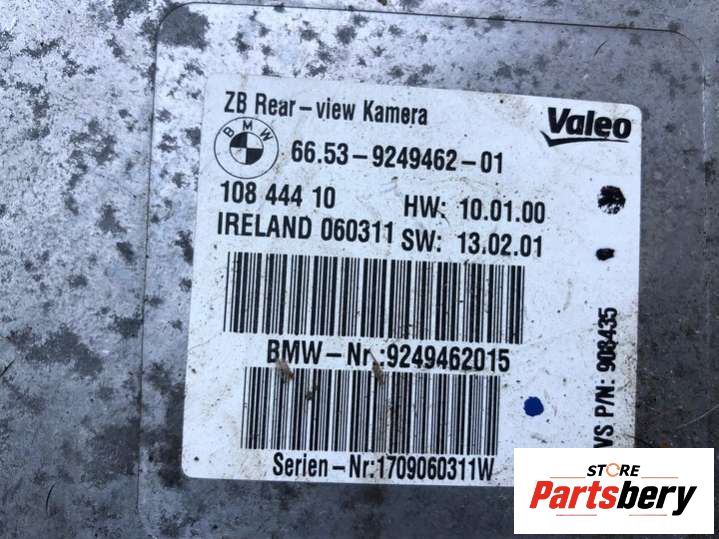 ZB Rear-view Kamera
Valeo
BMW
66.53-9249462-01
108 444 10 HW: 10.01.00
IRELAND 060311 SW: 13.02.01
BMW-Nr.:9249462015
Serien-Nr:1709060311W
VS P/N: 908435
STORE
Partsbery